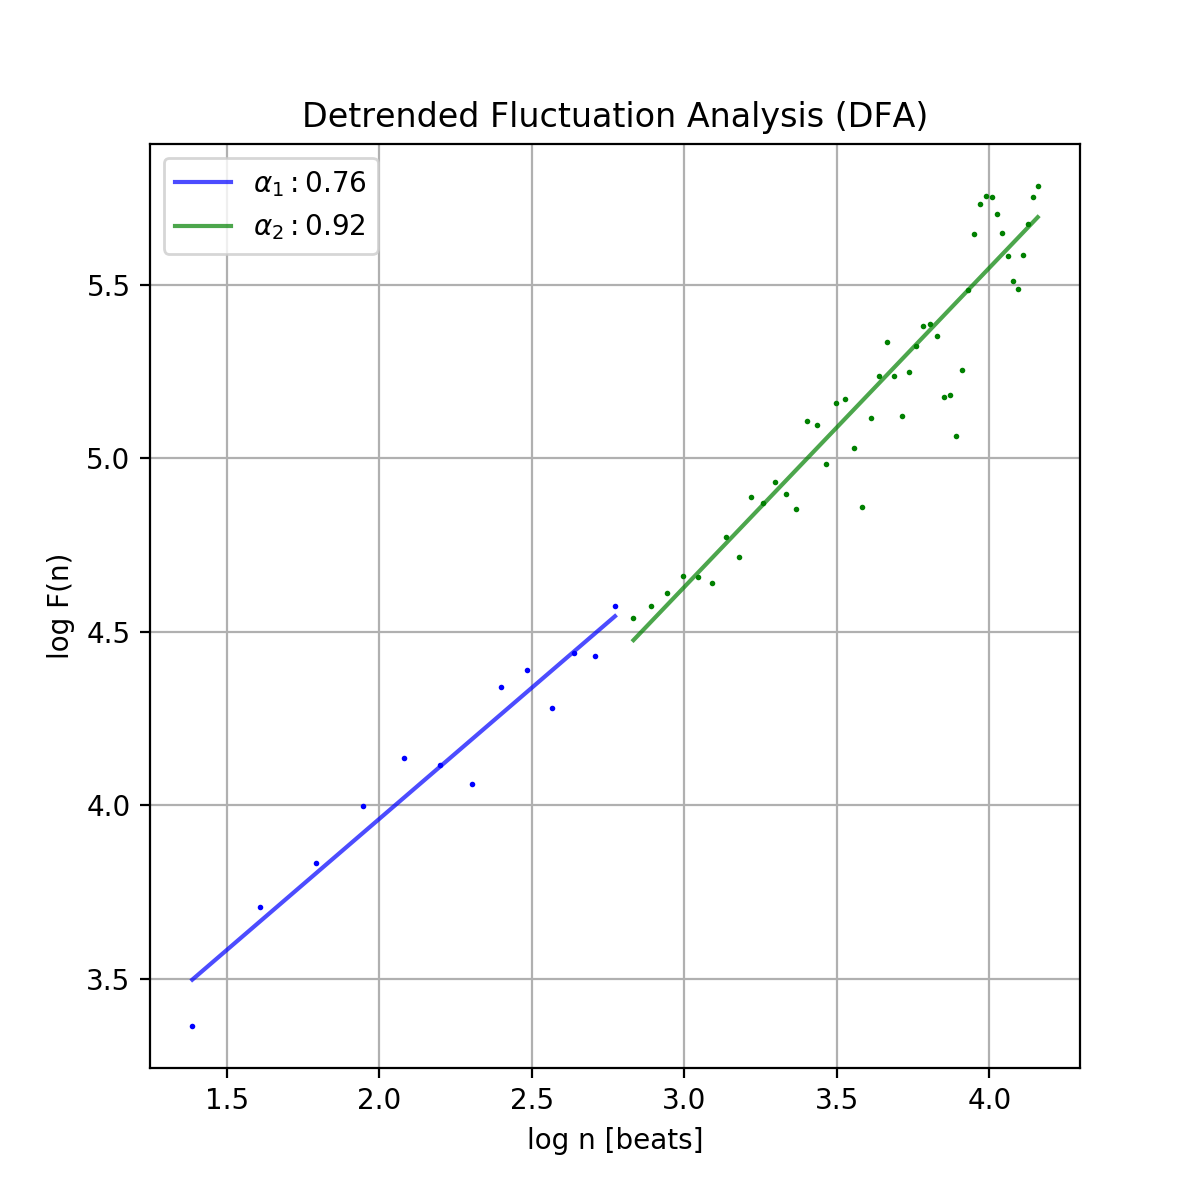 Detrended Fluctuation Analysis (DFA)
α₁ : 0.76
α₂ : 0.92
log F(n)
5.5
5.0
4.5
4.0
3.5
1.5 2.0 2.5 3.0 3.5 4.0
log n [beats]